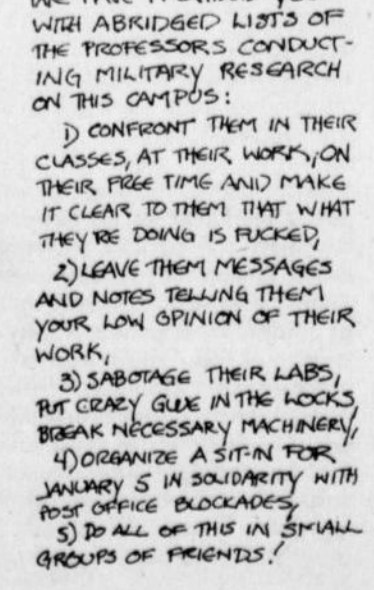 WITH ABRIDGED LISTS OF
THE PROFESSORS CONDUCT-
ING MILITARY RESEARCH
ON THIS CAMPUS:
1) CONFRONT THEM IN THEIR
CLASSES, AT THEIR WORK, ON
THEIR FREE TIME AND MAKE
IT CLEAR TO THEM THAT WHAT
THEY'RE DOING IS FUCKED,
2) LEAVE THEM MESSAGES
AND NOTES TELLING THEM
YOUR LOW OPINION OF THEIR
WORK,
3) SABOTAGE THEIR LABS,
PUT CRAZY GLUE IN THE LOCKS,
BREAK NECESSARY MACHINERY,
4) ORGANIZE A SIT-IN FOR
JANUARY 5 IN SOLIDARITY WITH
POST OFFICE BLOCKADES,
5) DO ALL OF THIS IN SMALL
GROUPS OF FRIENDS!